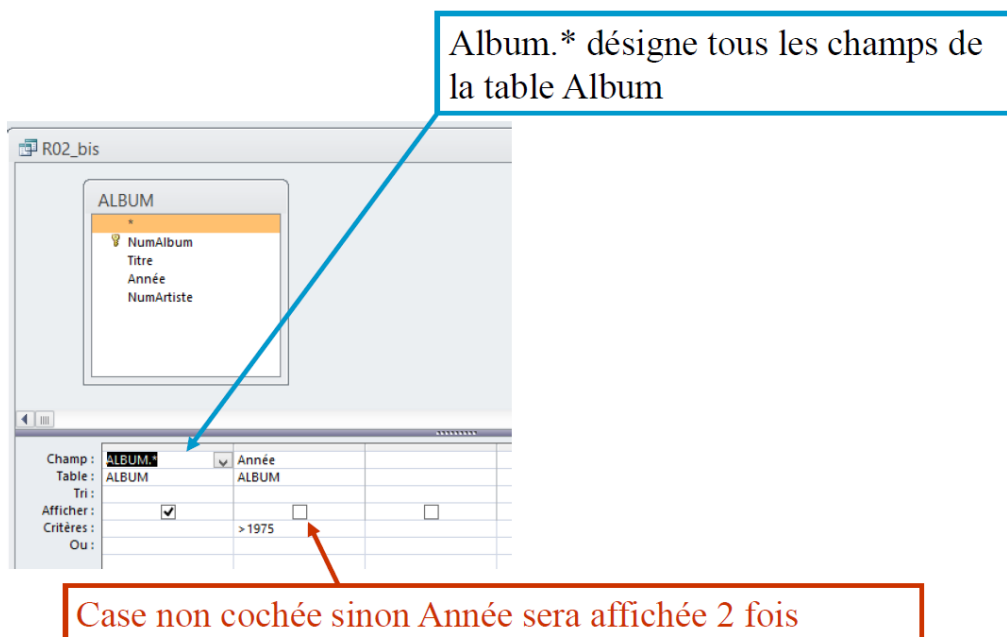 Album.* désigne tous les champs de
la table Album
R02_bis
ALBUM
*
NumAlbum
Titre
Année
NumArtiste
Champ : ALBUM.* Année
Table : ALBUM ALBUM
Tri :
Afficher :
Critères : >1975
Ou :
Case non cochée sinon Année sera affichée 2 fois